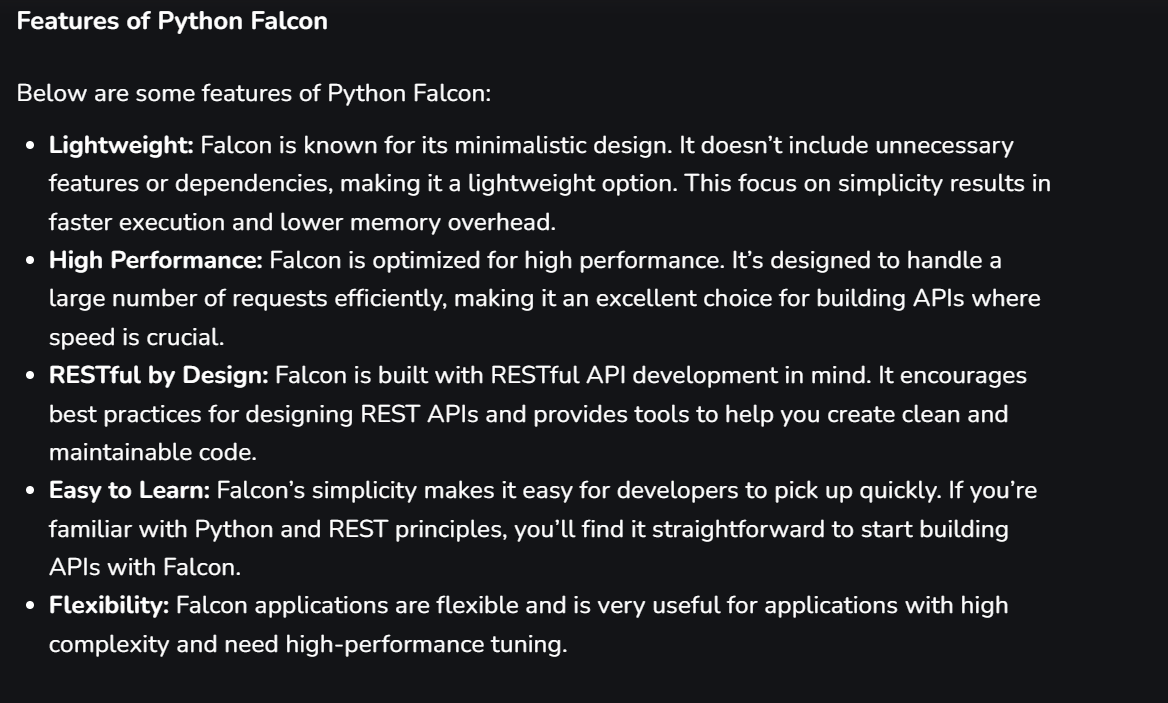 Features of Python Falcon
Below are some features of Python Falcon:
• Lightweight: Falcon is known for its minimalistic design. It doesn’t include unnecessary
features or dependencies, making it a lightweight option. This focus on simplicity results in
faster execution and lower memory overhead.
• High Performance: Falcon is optimized for high performance. It’s designed to handle a
large number of requests efficiently, making it an excellent choice for building APIs where
speed is crucial.
• RESTful by Design: Falcon is built with RESTful API development in mind. It encourages
best practices for designing REST APIs and provides tools to help you create clean and
maintainable code.
• Easy to Learn: Falcon’s simplicity makes it easy for developers to pick up quickly. If you’re
familiar with Python and REST principles, you’ll find it straightforward to start building
APIs with Falcon.
• Flexibility: Falcon applications are flexible and is very useful for applications with high
complexity and need high-performance tuning.